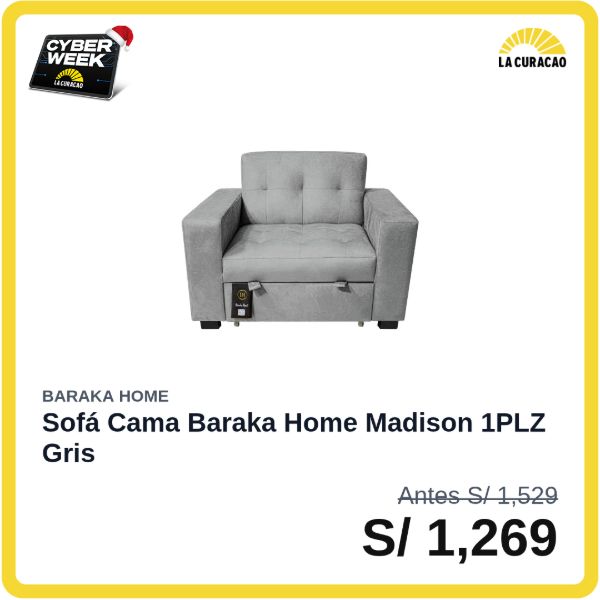 CYBER
WEEK
LA CURACAO
LA CURACAO
BARAKA HOME
Sofá Cama Baraka Home Madison 1PLZ
Gris
Antes S/ 1,529
S/ 1,269